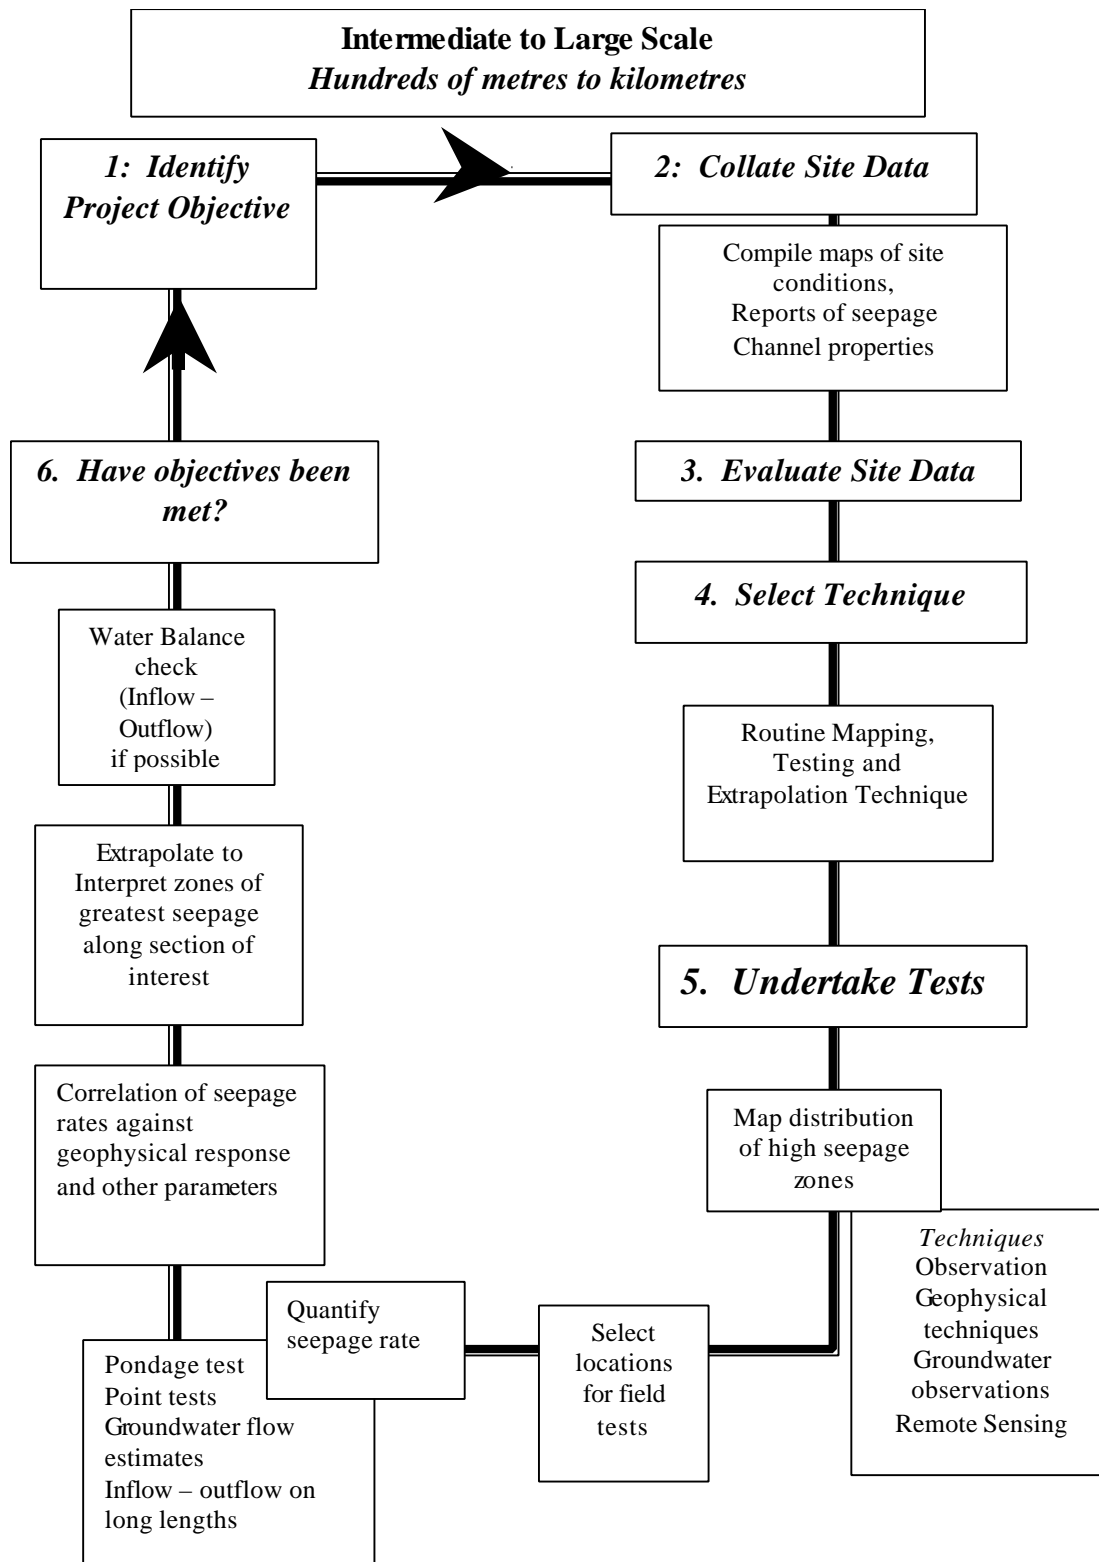 Intermediate to Large Scale
Hundreds of metres to kilometres
1:  Identify
Project Objective
2:  Collate Site Data
Compile maps of site
conditions,
Reports of seepage
Channel properties
3.  Evaluate Site Data
4.  Select Technique
Routine Mapping,
Testing and
Extrapolation Technique
5.  Undertake Tests
Map distribution
of high seepage
zones
Techniques
Observation
Geophysical
techniques
Groundwater
observations
Remote Sensing
Select
locations
for field
tests
Quantify
seepage rate
Pondage test
Point tests
Groundwater flow
estimates
Inflow – outflow on
long lengths
Correlation of seepage
rates against
geophysical response
and other parameters
Extrapolate to
Interpret zones of
greatest seepage
along section of
interest
Water Balance
check
(Inflow –
Outflow)
if possible
6.  Have objectives been
met?